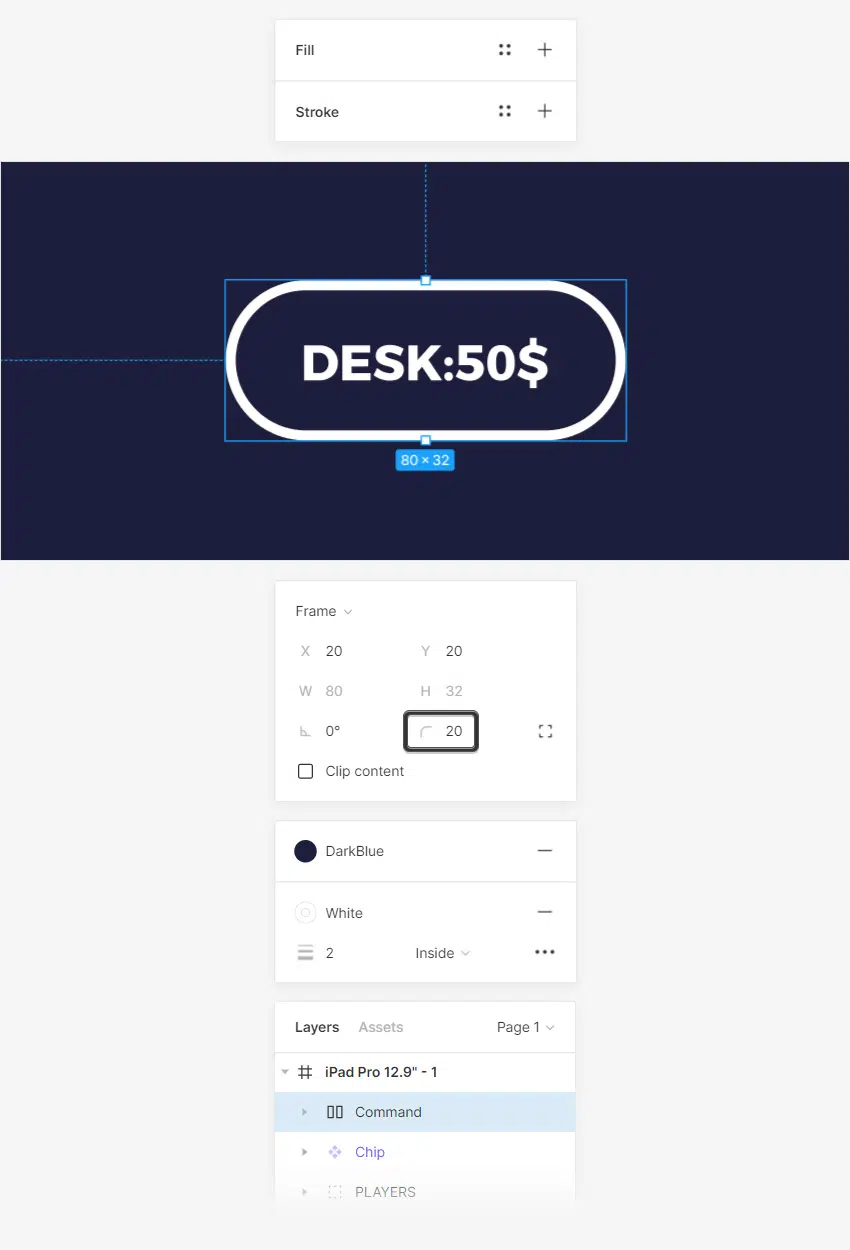 Fill
Stroke
DESK:50$
80 × 32
Frame
X 20 Y 20
W 80 H 32
0° 20
Clip content
DarkBlue
White
2 Inside
Layers Assets Page 1
iPad Pro 12.9" - 1
Command
Chip
PLAYERS